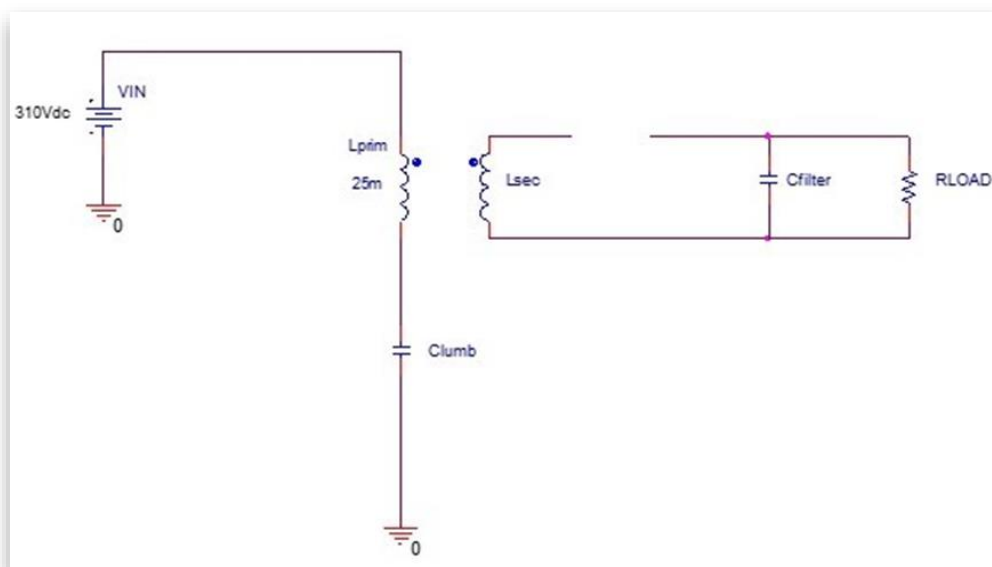 VIN
310Vdc
Lprim
25m
Lsec
Cfilter
RLOAD
0
Clumb
0